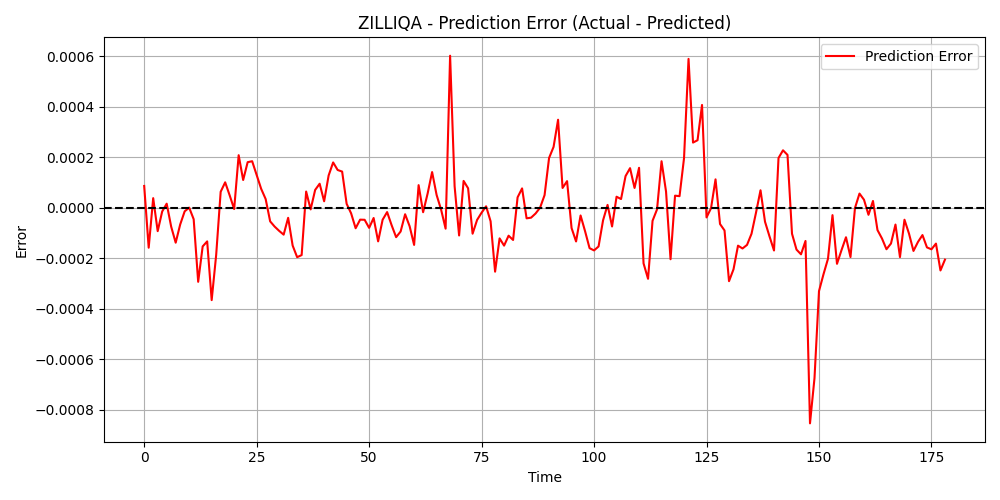 ZILLIQA - Prediction Error (Actual - Predicted)
Prediction Error
0.0006
0.0004
0.0002
0.0000
−0.0002
−0.0004
−0.0006
−0.0008
Error
0 25 50 75 100 125 150 175
Time